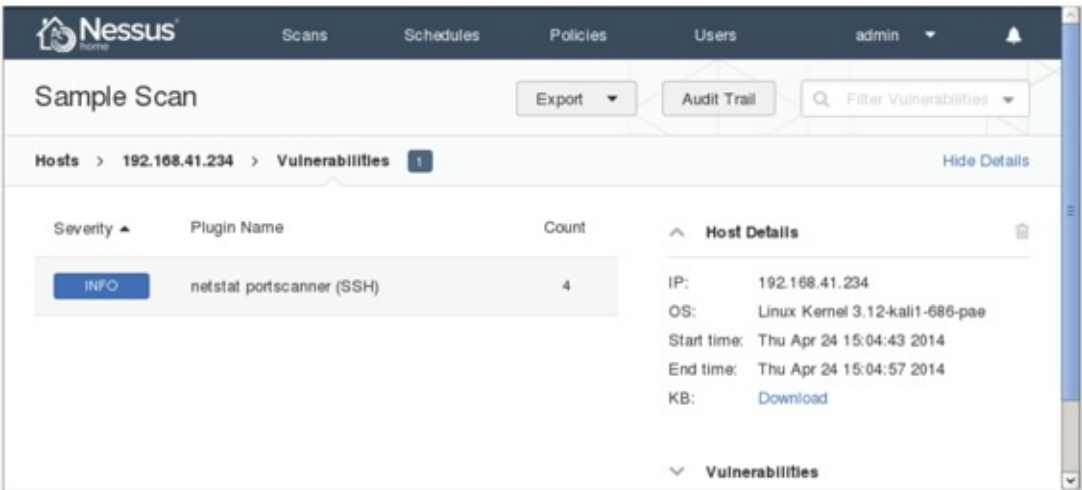 Nessus
home
Scans
Schedules
Policies
Users
admin
Sample Scan
Export
Audit Trail
Filter Vulnerabilities
Hosts > 192.168.41.234 > Vulnerabilities 1
Hide Details
Severity Plugin Name Count
INFO netstat portscanner (SSH) 4
Host Details
IP: 192.168.41.234
OS: Linux Kernel 3.12-kali1-686-pae
Start time: Thu Apr 24 15:04:43 2014
End time: Thu Apr 24 15:04:57 2014
KB: Download
Vulnerabilities